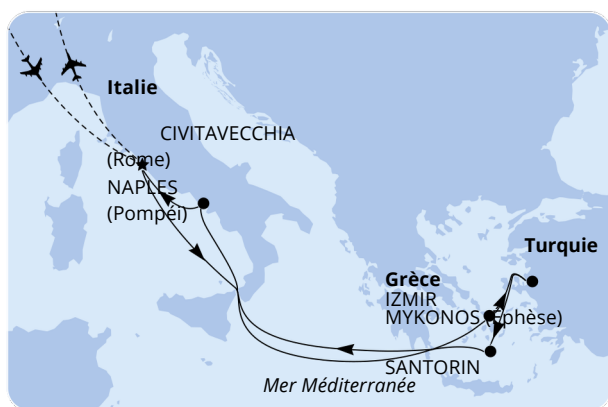 Italie
CIVITAVECCHIA
(Rome)
NAPLES
(Pompéi)
Turquie
Grèce
IZMIR
MYKONOS (Éphèse)
SANTORIN
Mer Méditerranée